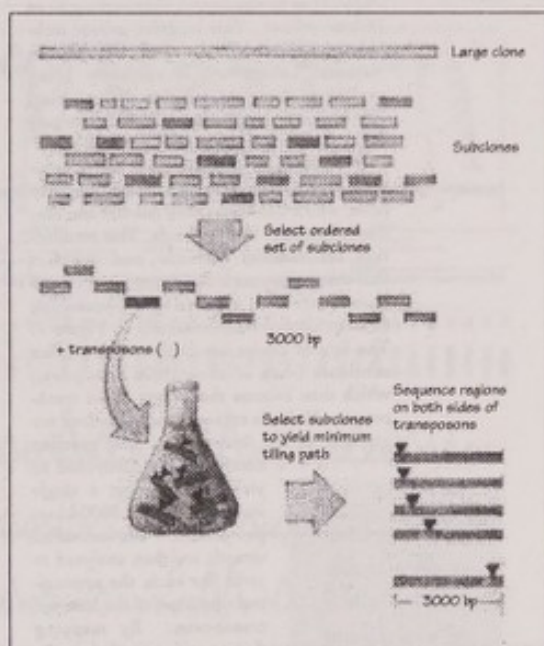 Large clone
Subclones
Select ordered
set of subclones
3000 bp
+ transposons ( )
Select subclones
to yield minimum
tiling path
Sequence regions
on both sides of
transposons
3000 bp